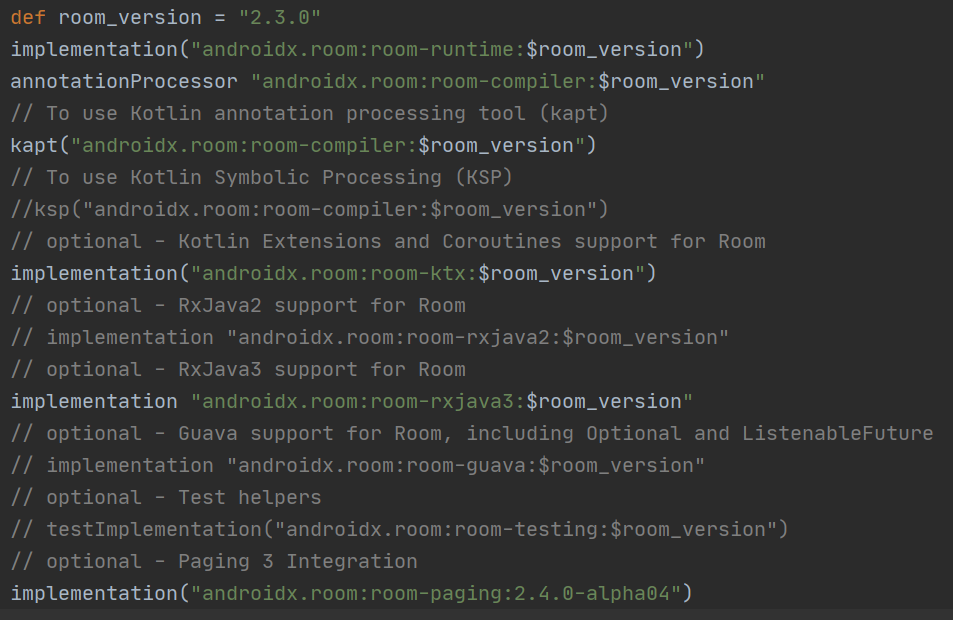 def room_version = "2.3.0"
implementation("androidx.room:room-runtime:$room_version")
annotationProcessor "androidx.room:room-compiler:$room_version"
// To use Kotlin annotation processing tool (kapt)
kapt("androidx.room:room-compiler:$room_version")
// To use Kotlin Symbolic Processing (KSP)
//ksp("androidx.room:room-compiler:$room_version")
// optional - Kotlin Extensions and Coroutines support for Room
implementation("androidx.room:room-ktx:$room_version")
// optional - RxJava2 support for Room
// implementation "androidx.room:room-rxjava2:$room_version"
// optional - RxJava3 support for Room
implementation "androidx.room:room-rxjava3:$room_version"
// optional - Guava support for Room, including Optional and ListenableFuture
// implementation "androidx.room:room-guava:$room_version"
// optional - Test helpers
// testImplementation("androidx.room:room-testing:$room_version")
// optional - Paging 3 Integration
implementation("androidx.room:room-paging:2.4.0-alpha04")